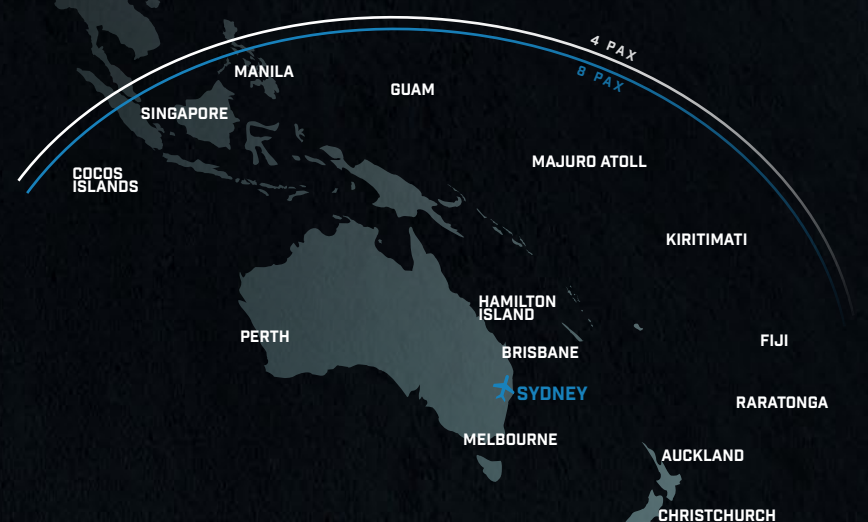 4 PAX
8 PAX
MANILA
GUAM
SINGAPORE
MAJURO ATOLL
COCOS
ISLANDS
KIRITIMATI
HAMILTON
ISLAND
PERTH
FIJI
BRISBANE
SYDNEY
RARATONGA
MELBOURNE
AUCKLAND
CHRISTCHURCH